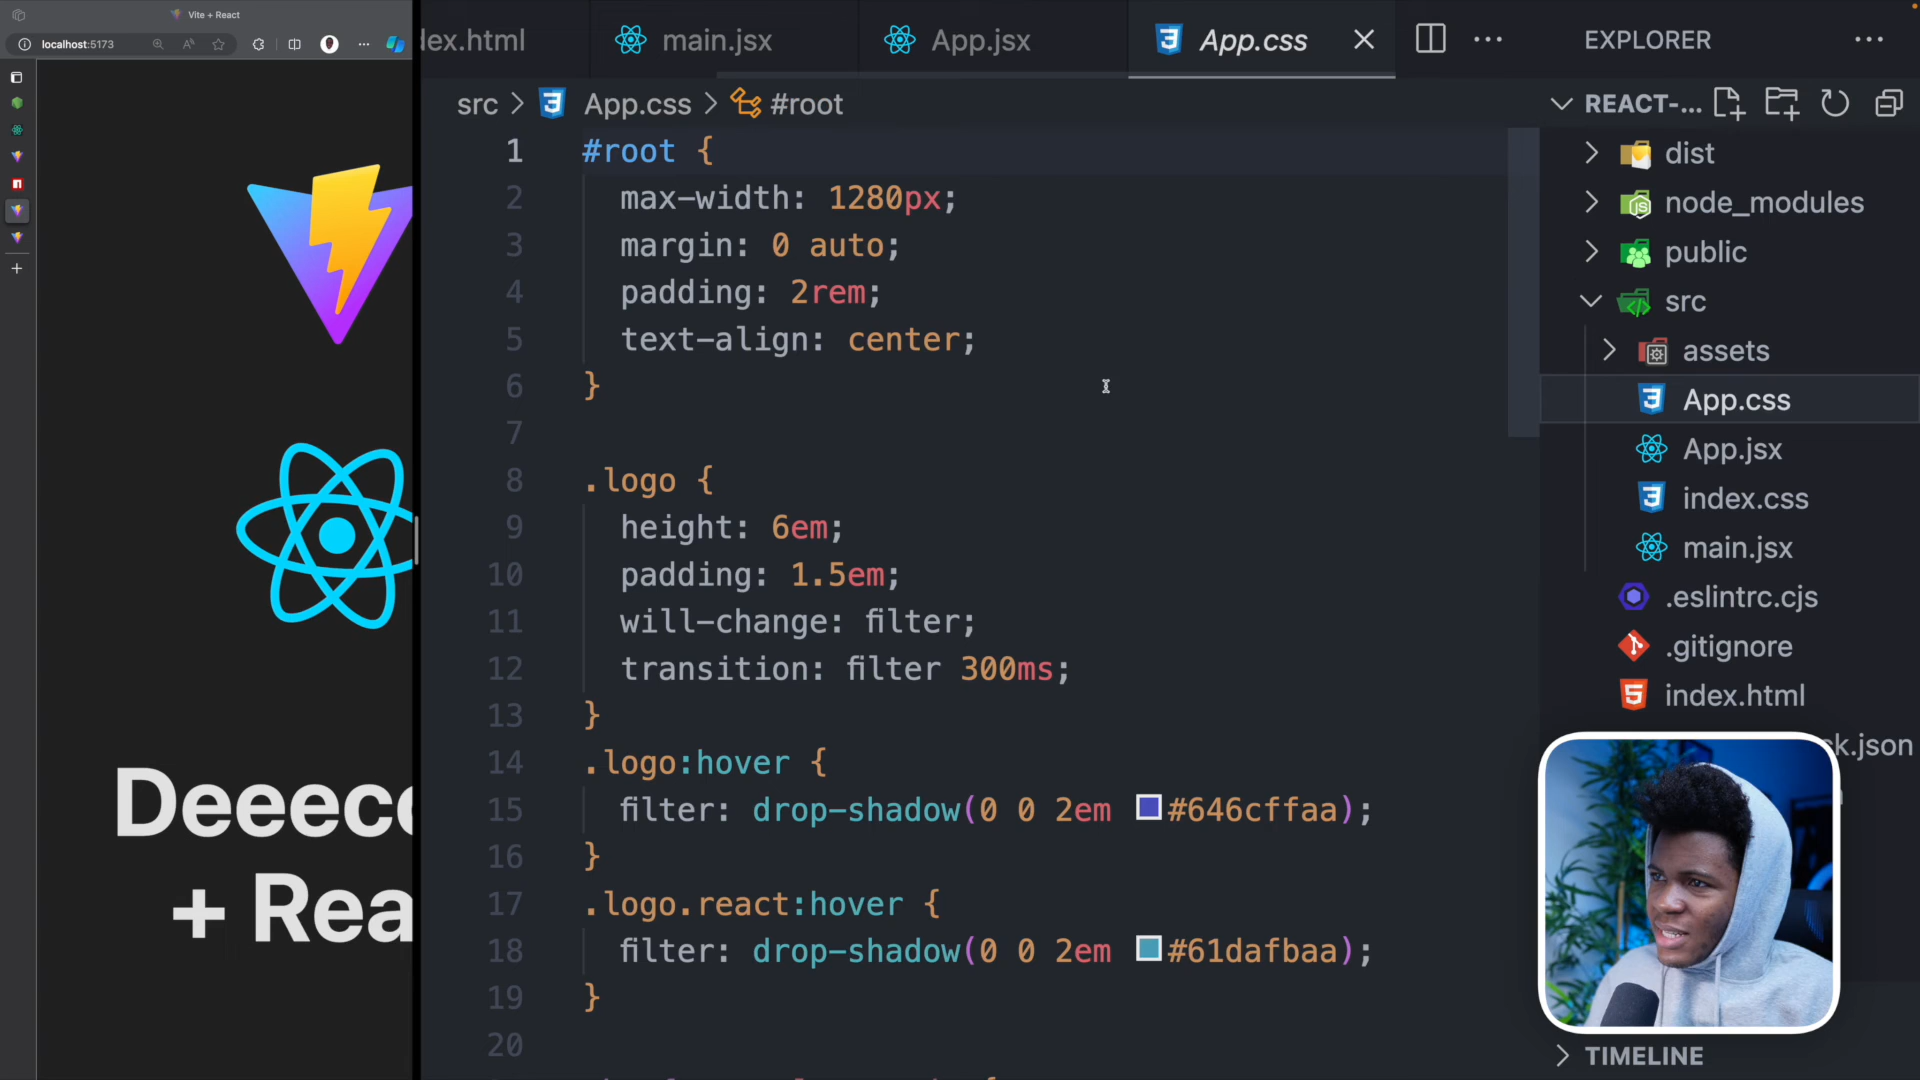 Vite + React
localhost:5173
Deeec
+ Rea
dex.html
main.jsx
App.jsx
App.css
src > App.css > #root
1 #root {
2 max-width: 1280px;
3 margin: 0 auto;
4 padding: 2rem;
5 text-align: center;
6 }
7
8 .logo {
9 height: 6em;
10 padding: 1.5em;
11 will-change: filter;
12 transition: filter 300ms;
13 }
14 .logo:hover {
15 filter: drop-shadow(0 0 2em #646cffaa);
16 }
17 .logo.react:hover {
18 filter: drop-shadow(0 0 2em #61dafbaa);
19 }
20
EXPLORER
REACT-...
dist
node_modules
public
src
assets
App.css
App.jsx
index.css
main.jsx
.eslintrc.cjs
.gitignore
index.html
ck.json
TIMELINE